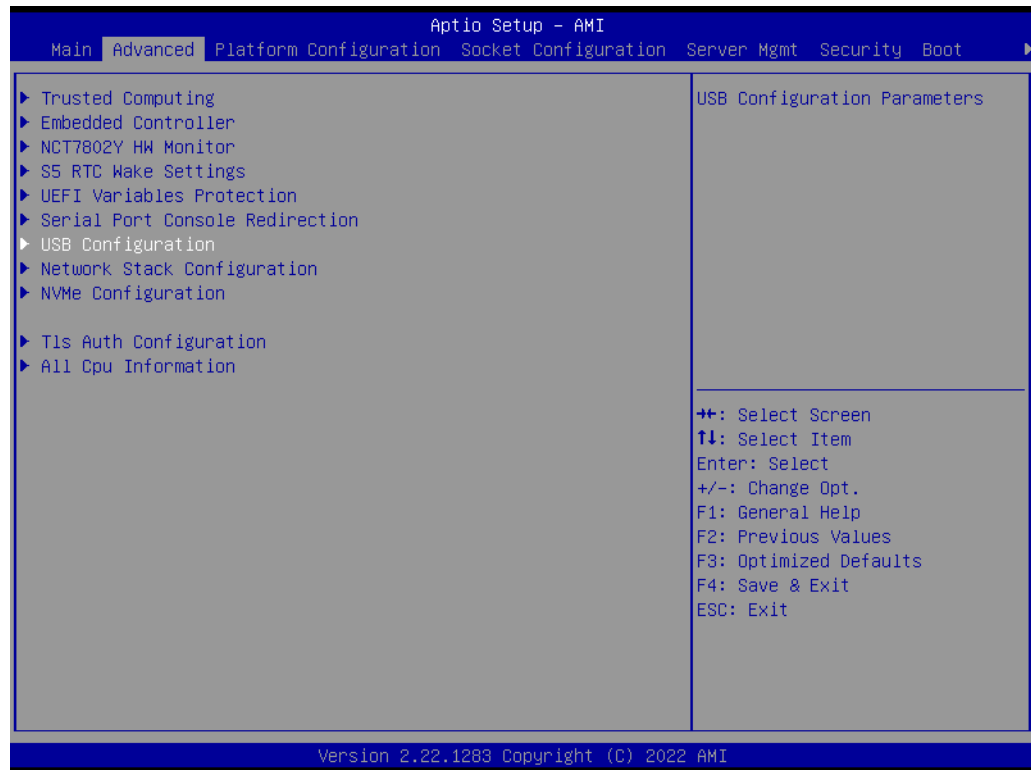 Aptio Setup – AMI
Main Advanced Platform Configuration Socket Configuration Server Mgmt Security Boot
Trusted Computing
Embedded Controller
NCT7802Y HW Monitor
S5 RTC Wake Settings
UEFI Variables Protection
Serial Port Console Redirection
USB Configuration
Network Stack Configuration
NVMe Configuration
Tls Auth Configuration
All Cpu Information
USB Configuration Parameters
→←: Select Screen
↑↓: Select Item
Enter: Select
+/-: Change Opt.
F1: General Help
F2: Previous Values
F3: Optimized Defaults
F4: Save & Exit
ESC: Exit
Version 2.22.1283 Copyright (C) 2022 AMI